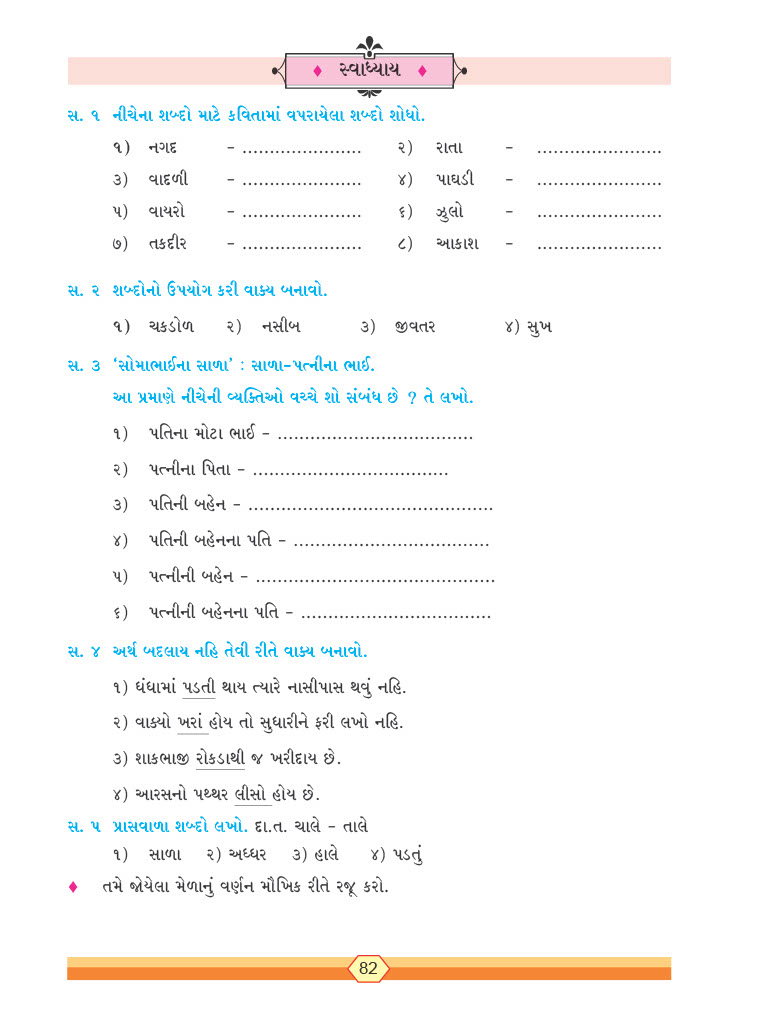 સ્વાધ્યાય
સ. ૧ નીચેના શબ્દો માટે કવિતામાં વપરાયેલા શબ્દો શોધો.
૧) નગદ - ...................... ૨) રાતા - .......................
૩) વાદળી - ...................... ૪) પાઘડી - .......................
૫) વાયરો - ...................... ૬) ઝુલો - .......................
૭) તકદીર - ...................... ૮) આકાશ - .......................
સ. ૨ શબ્દોનો ઉપયોગ કરી વાક્ય બનાવો.
૧) ચકડોળ ૨) નસીબ ૩) જીવતર ૪) સુખ
સ. ૩ ‘સોમાભાઈના સાળા’ : સાળા-પત્નીના ભાઈ.
આ પ્રમાણે નીચેની વ્યક્તિઓ વચ્ચે શો સંબંધ છે ? તે લખો.
૧) પતિના મોટા ભાઈ - ....................................
૨) પત્નીના પિતા - ....................................
૩) પતિની બહેન - .............................................
૪) પતિની બહેનના પતિ - ....................................
૫) પત્નીની બહેન - ............................................
૬) પત્નીની બહેનના પતિ - ...................................
સ. ૪ અર્થ બદલાય નહિ તેવી રીતે વાક્ય બનાવો.
૧) ધંધામાં પડતી થાય ત્યારે નાસીપાસ થવું નહિ.
૨) વાક્યો ખરાં હોય તો સુધારીને ફરી લખો નહિ.
૩) શાકભાજી રોકડાથી જ ખરીદાય છે.
૪) આરસનો પથ્થર લીસો હોય છે.
સ. ૫ પ્રાસવાળા શબ્દો લખો. દા.ત. ચાલે - તાલે
૧) સાળા ૨) અધ્ધર ૩) હાલે ૪) પડતું
તમે જોયેલા મેળાનું વર્ણન મૌખિક રીતે રજૂ કરો.
82